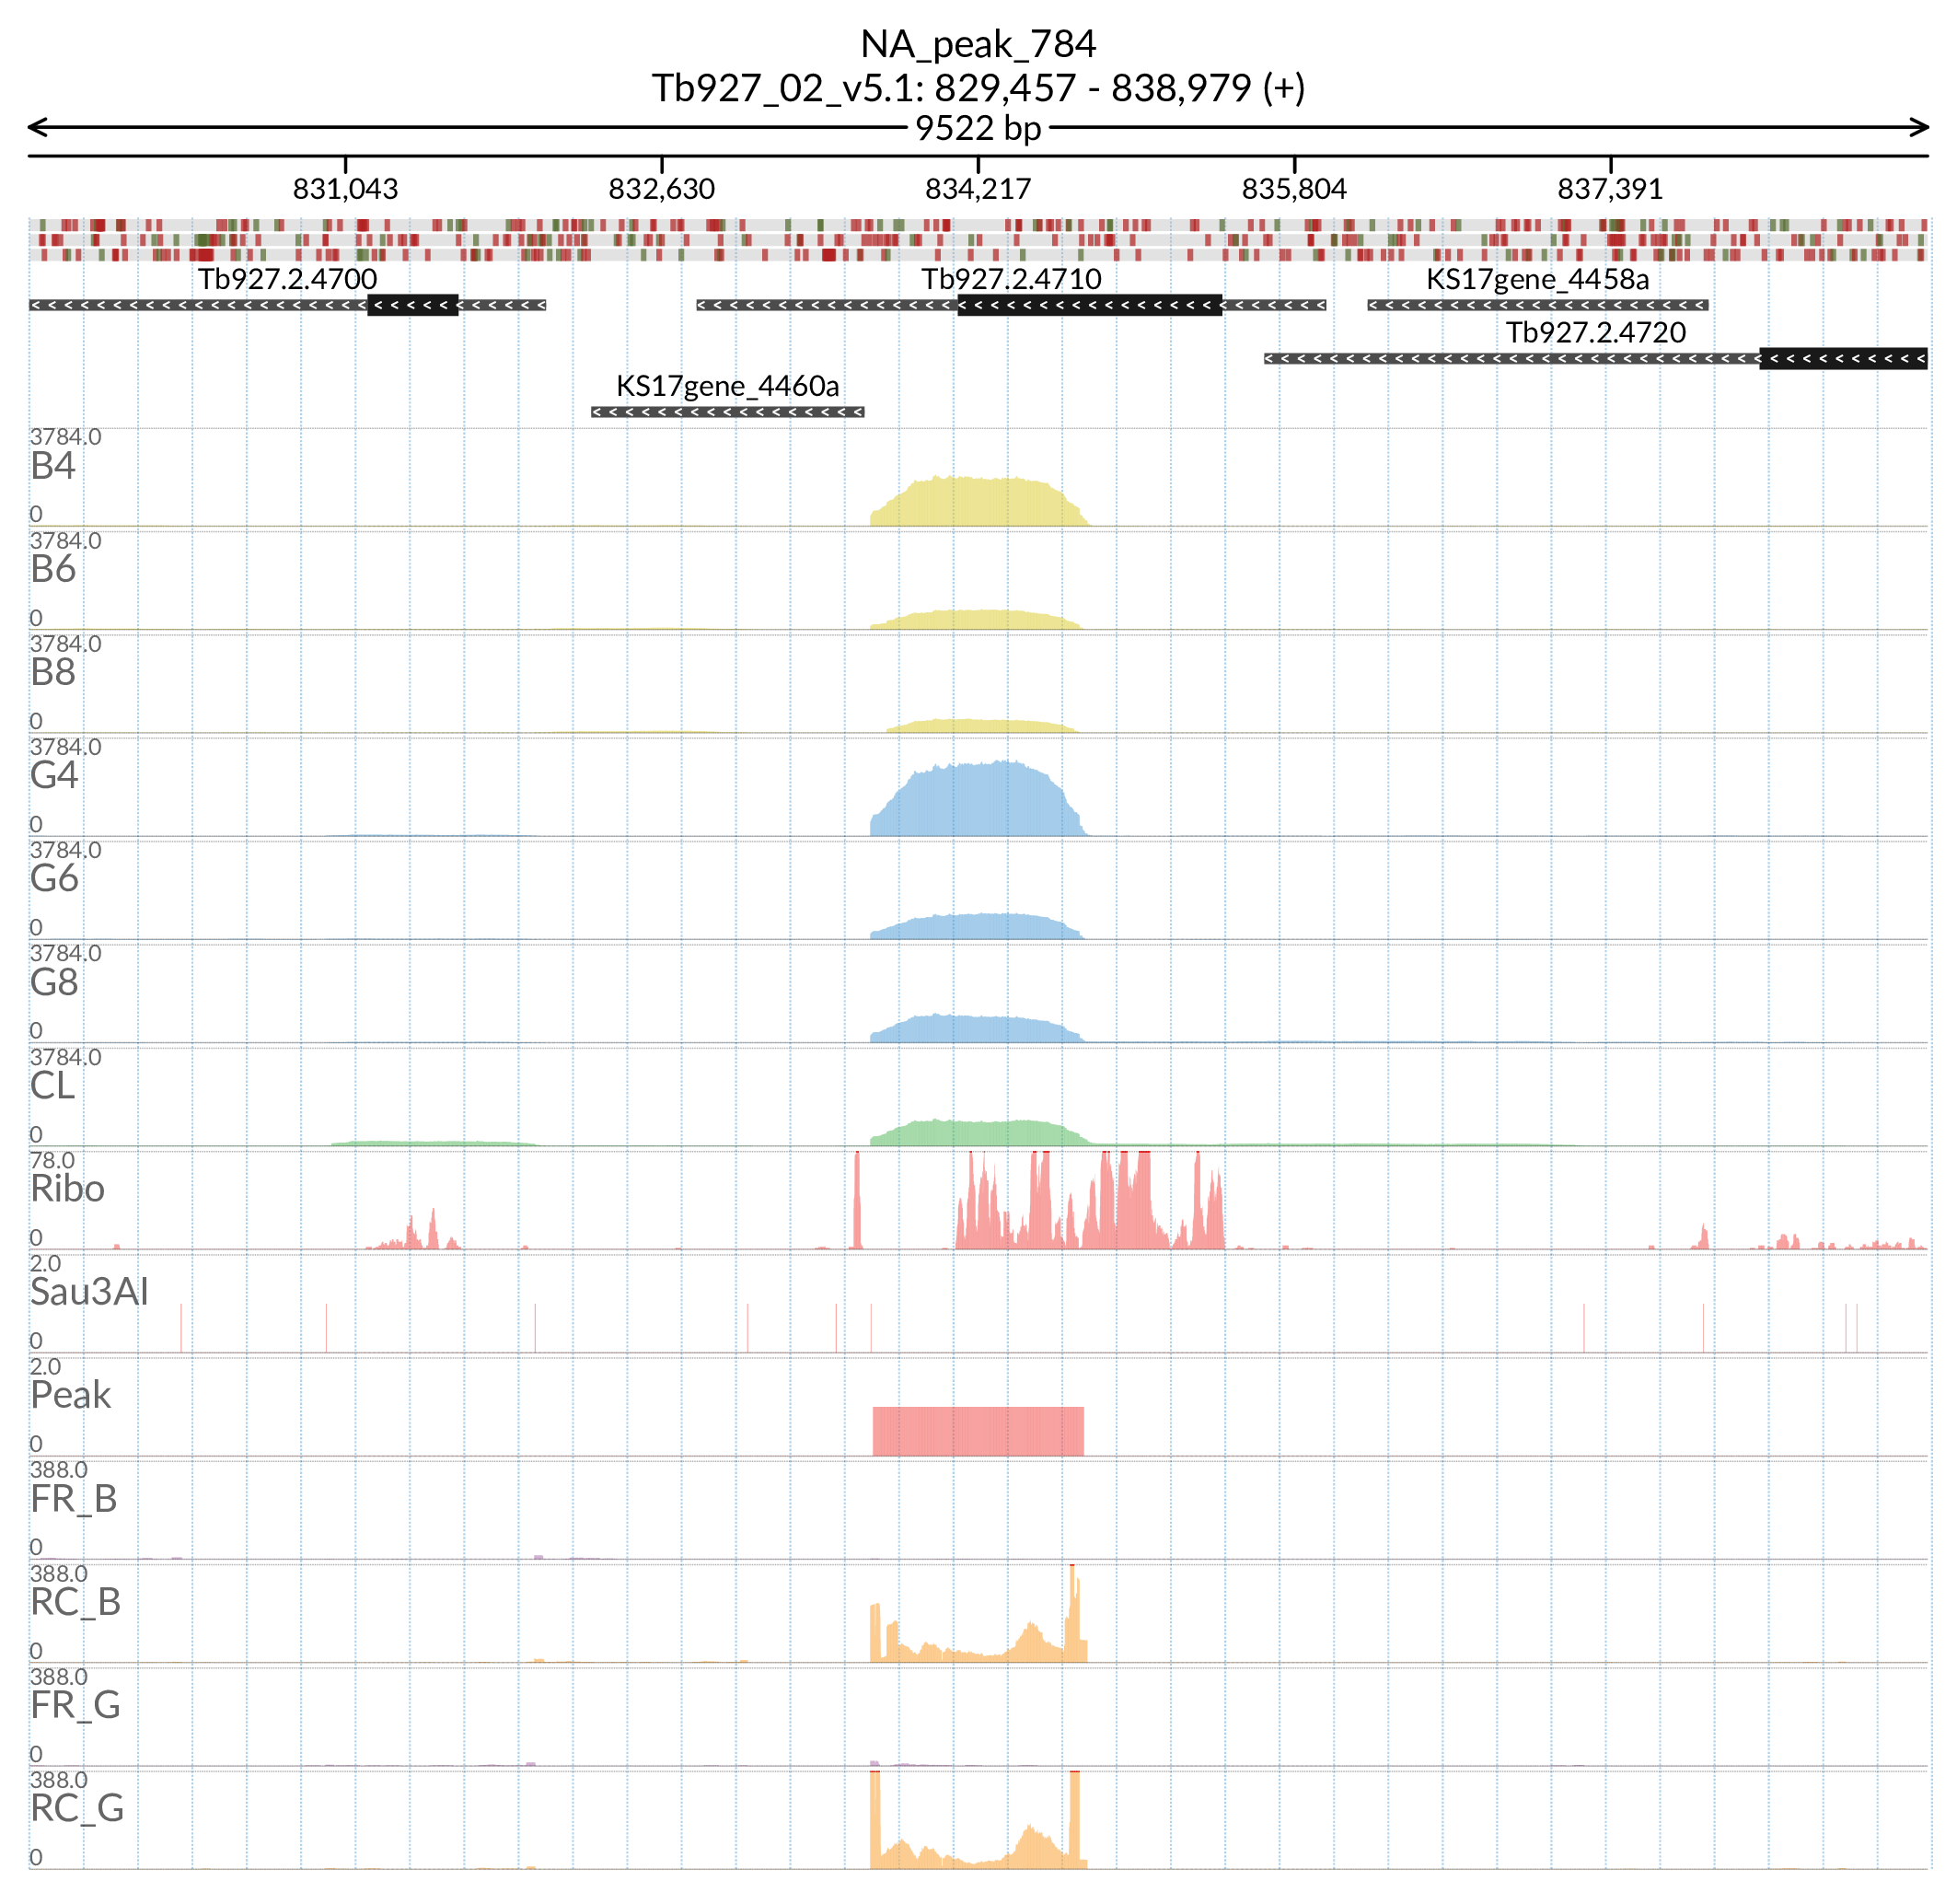 NA_peak_784
Tb927_02_v5.1: 829,457 - 838,979 (+)
9522 bp
831,043 832,630 834,217 835,804 837,391
Tb927.2.4700 Tb927.2.4710 KS17gene_4458a
Tb927.2.4720
KS17gene_4460a
3784.0
B4
0
3784.0
B6
0
3784.0
B8
0
3784.0
G4
0
3784.0
G6
0
3784.0
G8
0
3784.0
CL
0
78.0
Ribo
0
2.0
Sau3AI
0
2.0
Peak
0
388.0
FR_B
0
388.0
RC_B
0
388.0
FR_G
0
388.0
RC_G
0